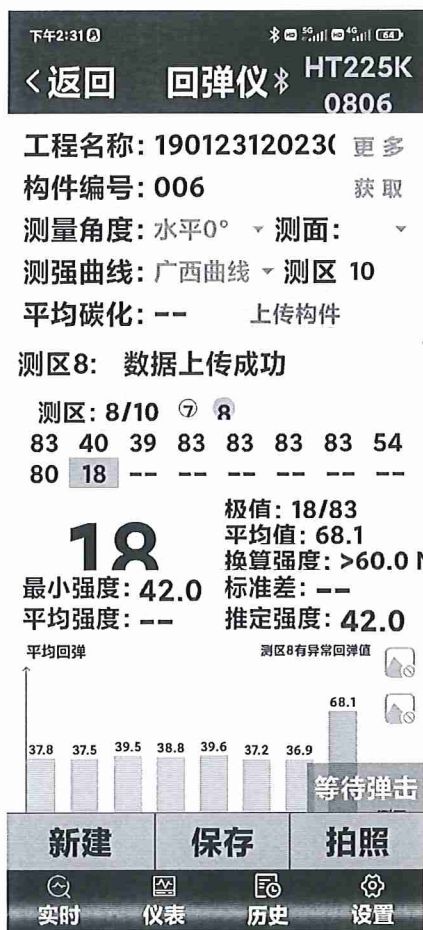 下午2:31
5G 4G 64
返回 回弹仪 HT225K
0806
工程名称: 19012312023( 更多
构件编号: 006 获取
测量角度: 水平0° 测面:
测强曲线: 广西曲线 测区 10
平均碳化: -- 上传构件
测区8: 数据上传成功
测区: 8/10 ⑦ 8
83 40 39 83 83 83 83 54
80 18 -- -- -- -- -- --
18
极值: 18/83
平均值: 68.1
换算强度: >60.0 N
最小强度: 42.0 标准差: --
平均强度: -- 推定强度: 42.0
平均回弹 测区8有异常回弹值
68.1
37.8 37.5 39.5 38.8 39.6 37.2 36.9
等待弹击
新建 保存 拍照
实时 仪表 历史 设置